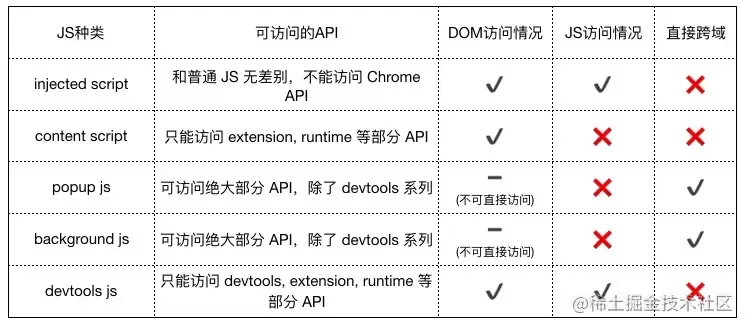 JS种类 可访问的API DOM访问情况 JS访问情况 直接跨域
injected script 和普通 JS 无差别，不能访问 Chrome API ✓ ✓ ✕
content script 只能访问 extension, runtime 等部分 API ✓ ✕ ✕
popup js 可访问绝大部分 API，除了 devtools 系列 – (不可直接访问) ✕ ✓
background js 可访问绝大部分 API，除了 devtools 系列 – (不可直接访问) ✕ ✓
devtools js 只能访问 devtools, extension, runtime 等部分 API ✓ ✓ ✕
@稀土掘金技术社区